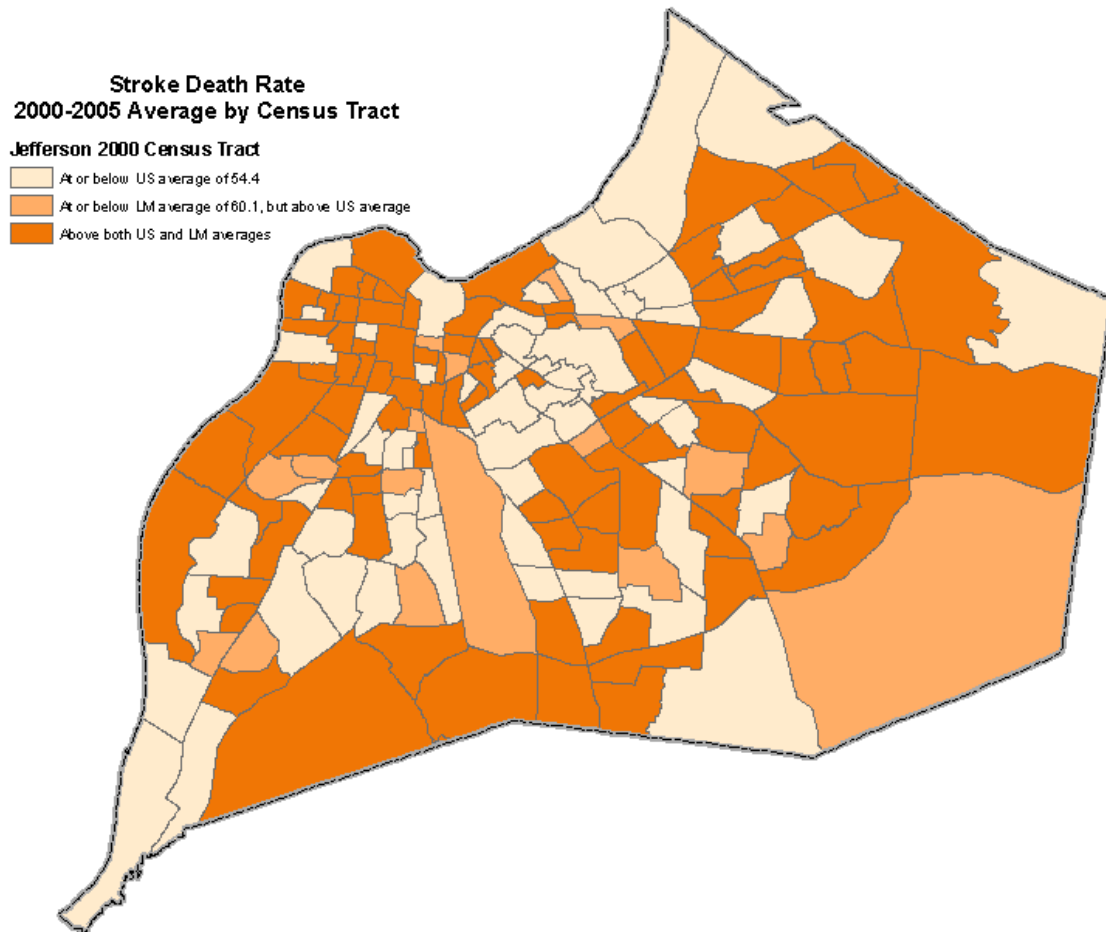 Stroke Death Rate
2000-2005 Average by Census Tract
Jefferson 2000 Census Tract
At or below US average of 54.4
At or below LM average of 60.1, but above US average
Above both US and LM averages